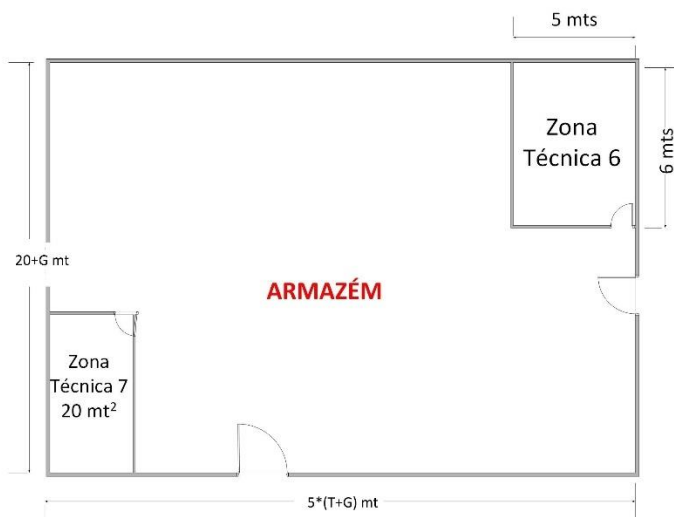 5 mts
Zona
Técnica 6
6 mts
20+G mt
ARMAZÉM
Zona
Técnica 7
20 mt²
5*(T+G) mt